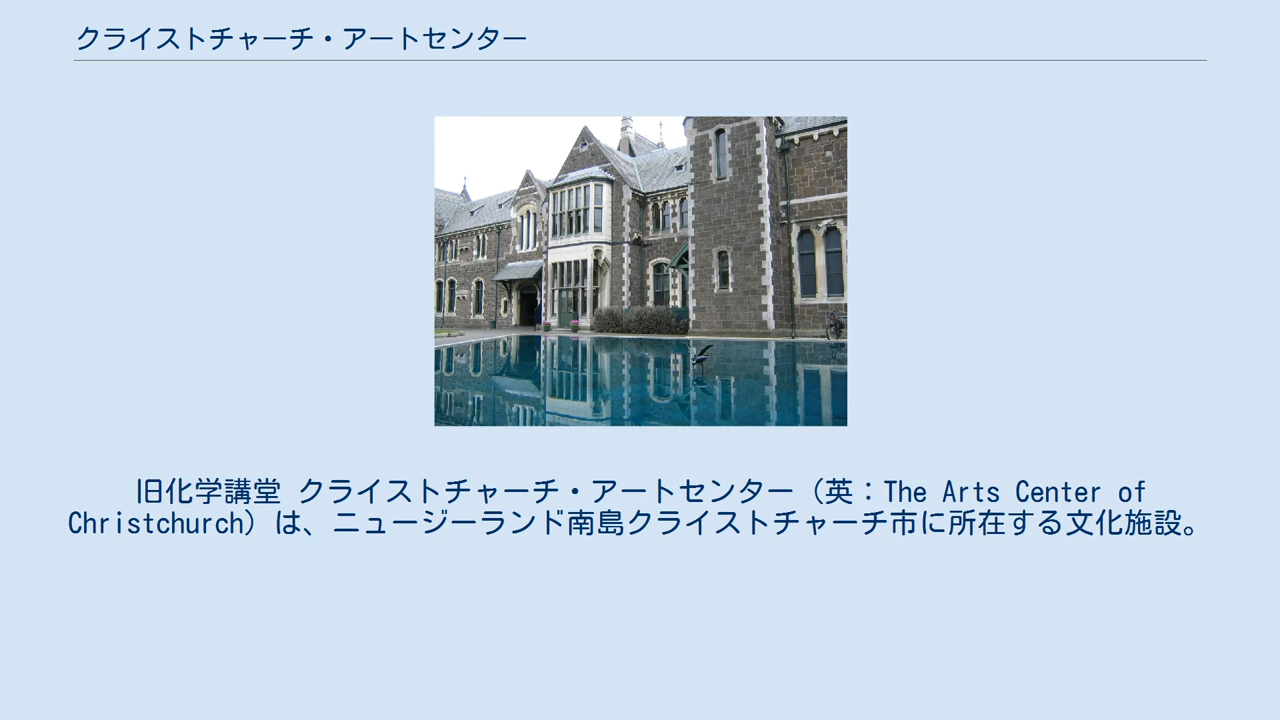 クライストチャーチ・アートセンター
旧化学講堂 クライストチャーチ・アートセンター（英：The Arts Center of
Christchurch）は、ニュージーランド南島クライストチャーチ市に所在する文化施設。